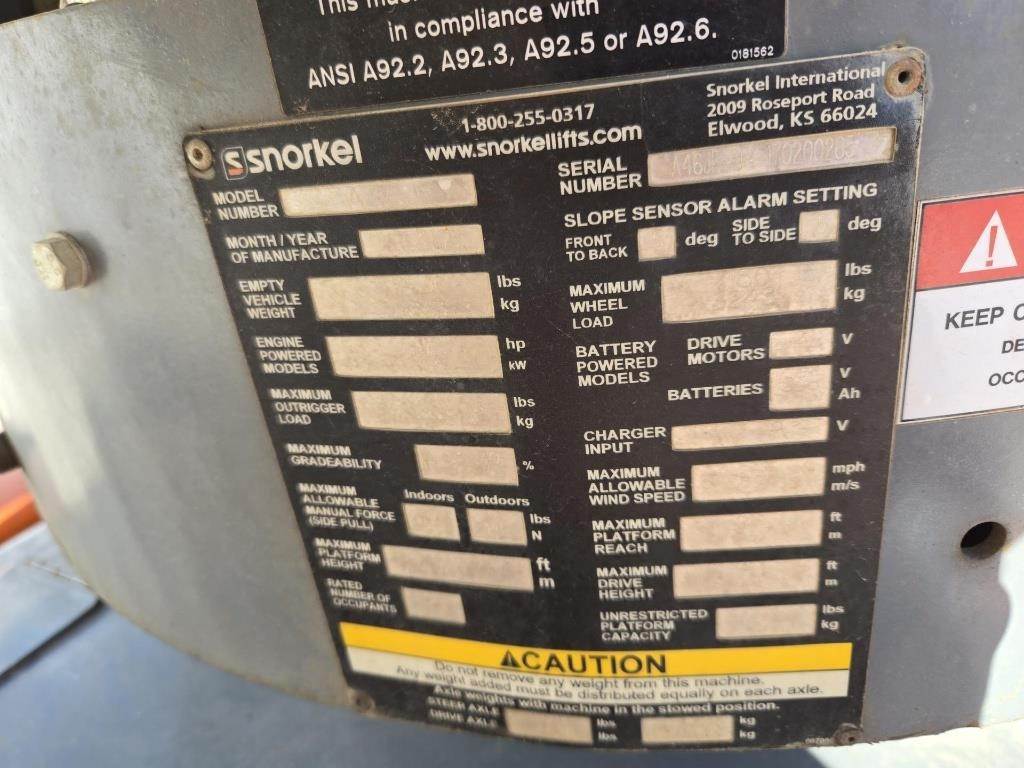 in compliance with
ANSI A92.2, A92.3, A92.5 or A92.6.
0181562
snorkel
1-800-255-0317
www.snorkellifts.com
Snorkel International
2009 Roseport Road
Elwood, KS 66024
MODEL
NUMBER
SERIAL
NUMBER
MONTH / YEAR
OF MANUFACTURE
SLOPE SENSOR ALARM SETTING
FRONT
TO BACK
deg
SIDE
TO SIDE
deg
EMPTY
VEHICLE
WEIGHT
lbs
kg
MAXIMUM
WHEEL
LOAD
lbs
kg
ENGINE
POWERED
MODELS
hp
kW
BATTERY
POWERED
MODELS
DRIVE
MOTORS
V
BATTERIES
V
Ah
MAXIMUM
OUTRIGGER
LOAD
lbs
kg
CHARGER
INPUT
V
MAXIMUM
GRADEABILITY
%
MAXIMUM
ALLOWABLE
WIND SPEED
mph
m/s
MAXIMUM
ALLOWABLE
MANUAL FORCE
(SIDE PULL)
Indoors
Outdoors
lbs
N
MAXIMUM
PLATFORM
REACH
ft
m
MAXIMUM
PLATFORM
HEIGHT
ft
m
MAXIMUM
DRIVE
HEIGHT
ft
m
RATED
NUMBER OF
OCCUPANTS
UNRESTRICTED
PLATFORM
CAPACITY
lbs
kg
CAUTION
Do not remove any weight from this machine.
Any weight added must be distributed equally on each axle.
Axle weights with machine in the stowed position.
STEER AXLE
lbs
kg
DRIVE AXLE
lbs
kg
KEEP